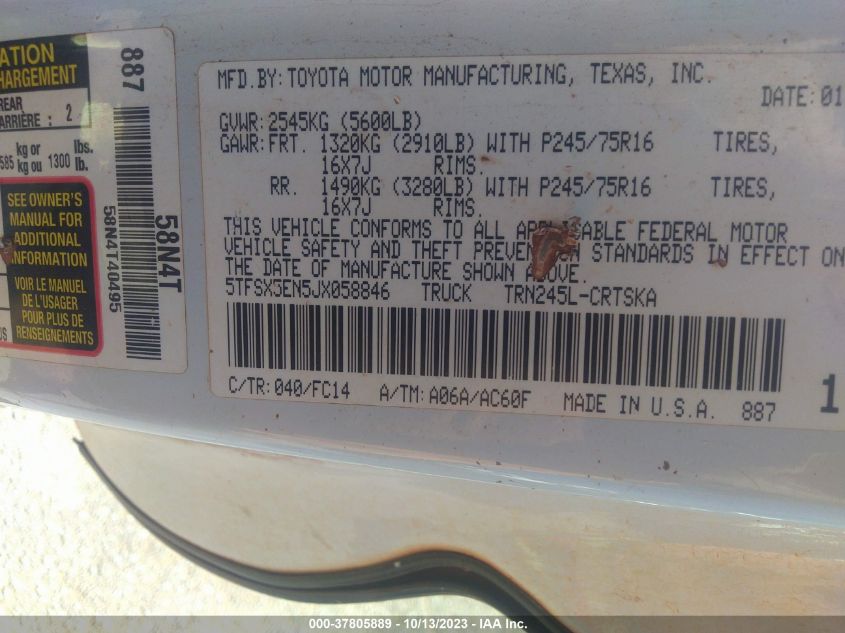 ATION
CHARGEMENT
REAR
ARRIÈRE : 2
585 kg or kg ou 1300 lbs. lb.
SEE OWNER'S
MANUAL FOR
ADDITIONAL
INFORMATION
VOIR LE MANUEL
DE L'USAGER
POUR PLUS DE
RENSEIGNEMENTS
US
887
58N4T
58N4T40495
MFD.BY:TOYOTA MOTOR MANUFACTURING, TEXAS, INC.
DATE:01
GVWR:2545KG (5600LB)
GAWR:FRT. 1320KG (2910LB) WITH P245/75R16 TIRES,
16X7J RIMS.
RR. 1490KG (3280LB) WITH P245/75R16 TIRES,
16X7J RIMS.
THIS VEHICLE CONFORMS TO ALL APPLICABLE FEDERAL MOTOR
VEHICLE SAFETY AND THEFT PREVEN N STANDARDS IN EFFECT ON
THE DATE OF MANUFACTURE SHOWN ABOVE.
5TFSX5EN5JX058846 TRUCK TRN245L-CRTSKA
C/TR:040/FC14 A/TM:A06A/AC60F MADE IN U.S.A. 887
1
000-37805889 - 10/13/2023 - IAA Inc.